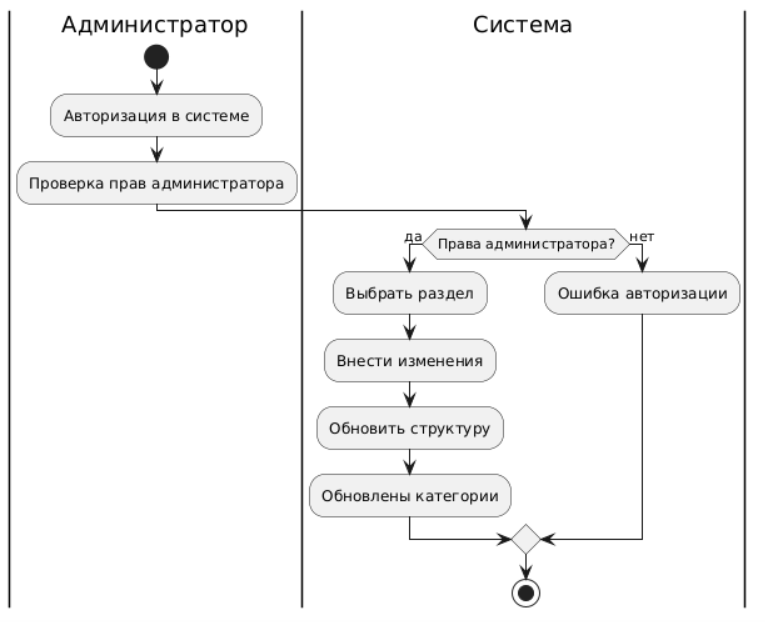 Администратор
Система
Авторизация в системе
Проверка прав администратора
да
Права администратора?
нет
Выбрать раздел
Ошибка авторизации
Внести изменения
Обновить структуру
Обновлены категории